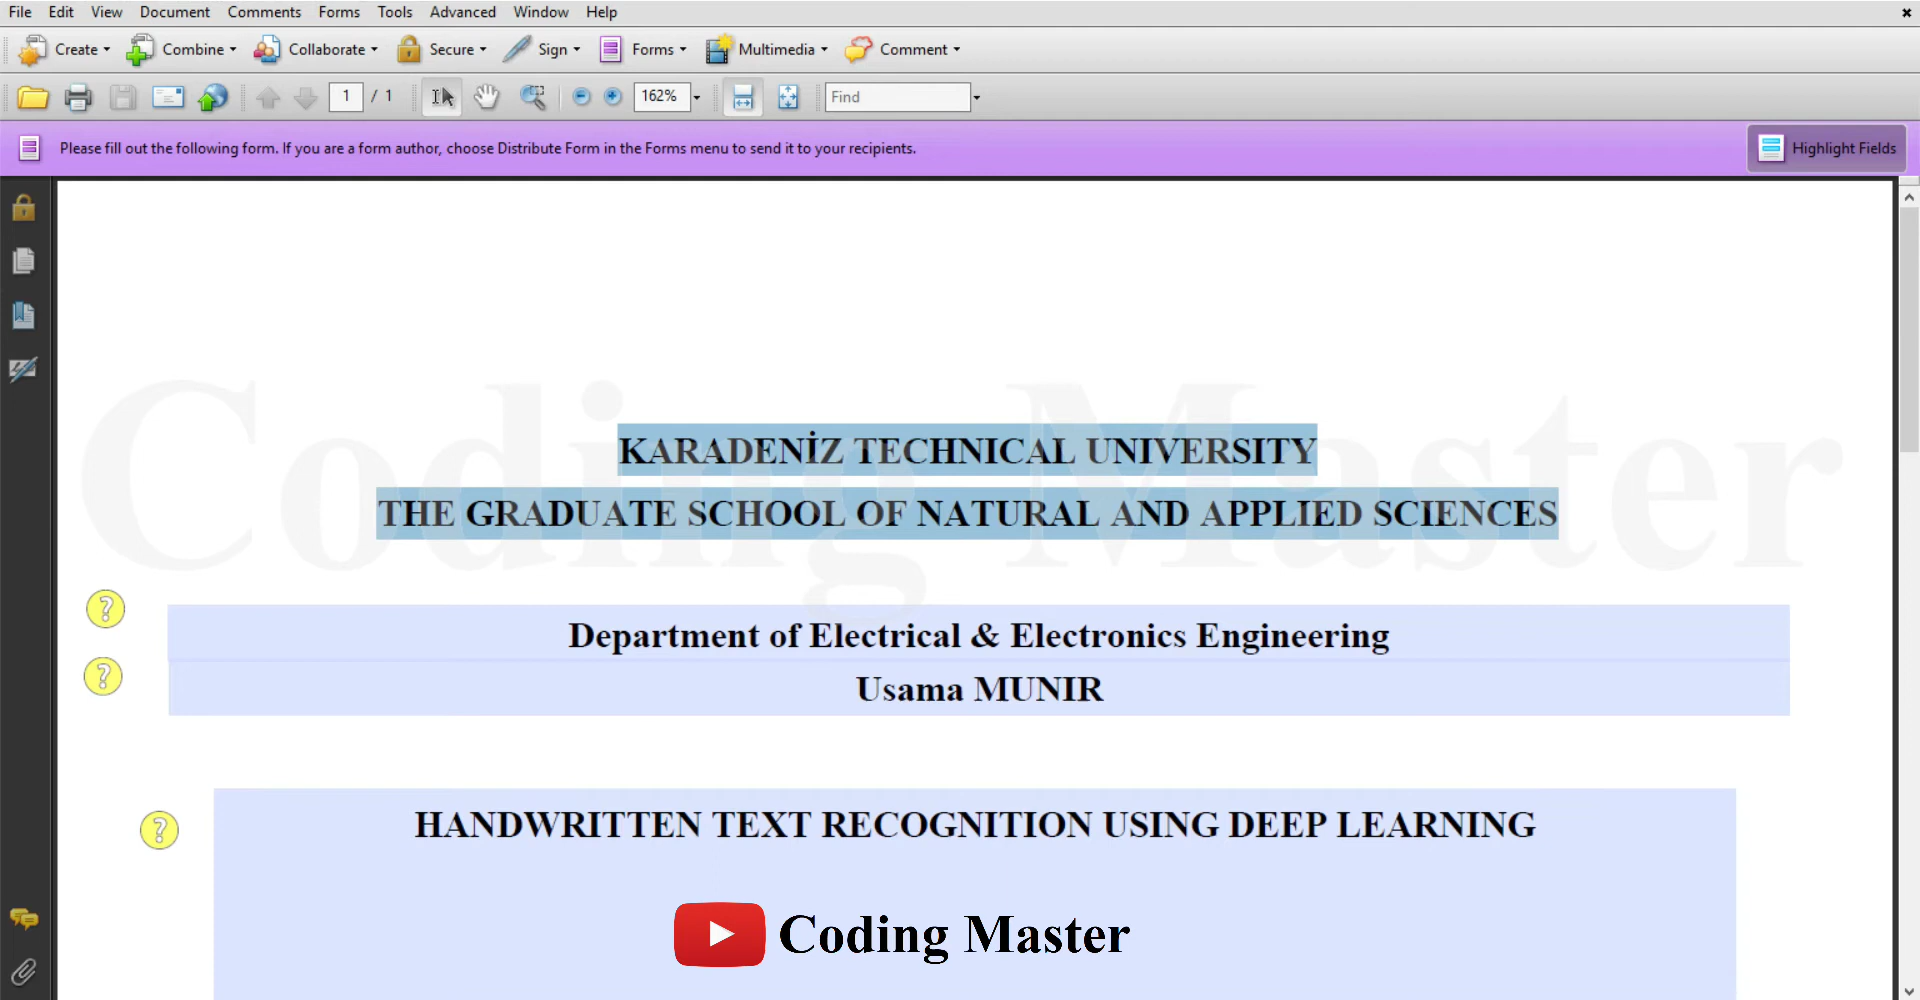 File Edit View Document Comments Forms Tools Advanced Window Help
Create Combine Collaborate Secure Sign Forms Multimedia Comment
1 / 1 162% Find
Please fill out the following form. If you are a form author, choose Distribute Form in the Forms menu to send it to your recipients.
Highlight Fields
Coding Master
KARADENİZ TECHNICAL UNIVERSITY
THE GRADUATE SCHOOL OF NATURAL AND APPLIED SCIENCES
Department of Electrical & Electronics Engineering
Usama MUNIR
HANDWRITTEN TEXT RECOGNITION USING DEEP LEARNING
Coding Master